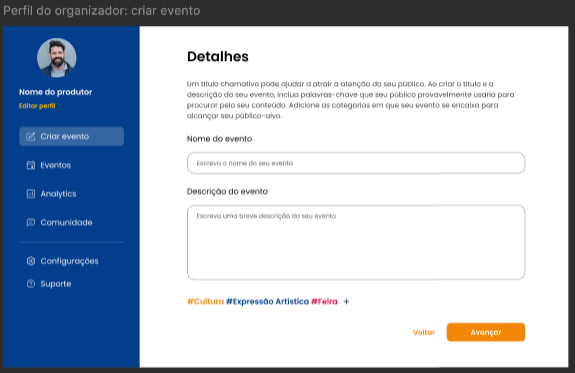 Perfil do organizador: criar evento
Nome do produtor
Editar perfil
Criar evento
Eventos
Analytics
Comunidade
Configurações
Suporte
Detalhes
Um título chamativo pode ajudar a atrair a atenção do seu público. Ao criar o título e a
descrição do seu evento, inclua palavras-chave que seu público provavelmente usaria para
procurar pelo seu conteúdo. Adicione as categorias em que seu evento se encaixa para
alcançar seu público-alvo.
Nome do evento
Escreva o nome do seu evento
Descrição do evento
Escreva uma breve descrição do seu evento
#Cultura #Expressão Artística #Feira +
Voltar
Avançar